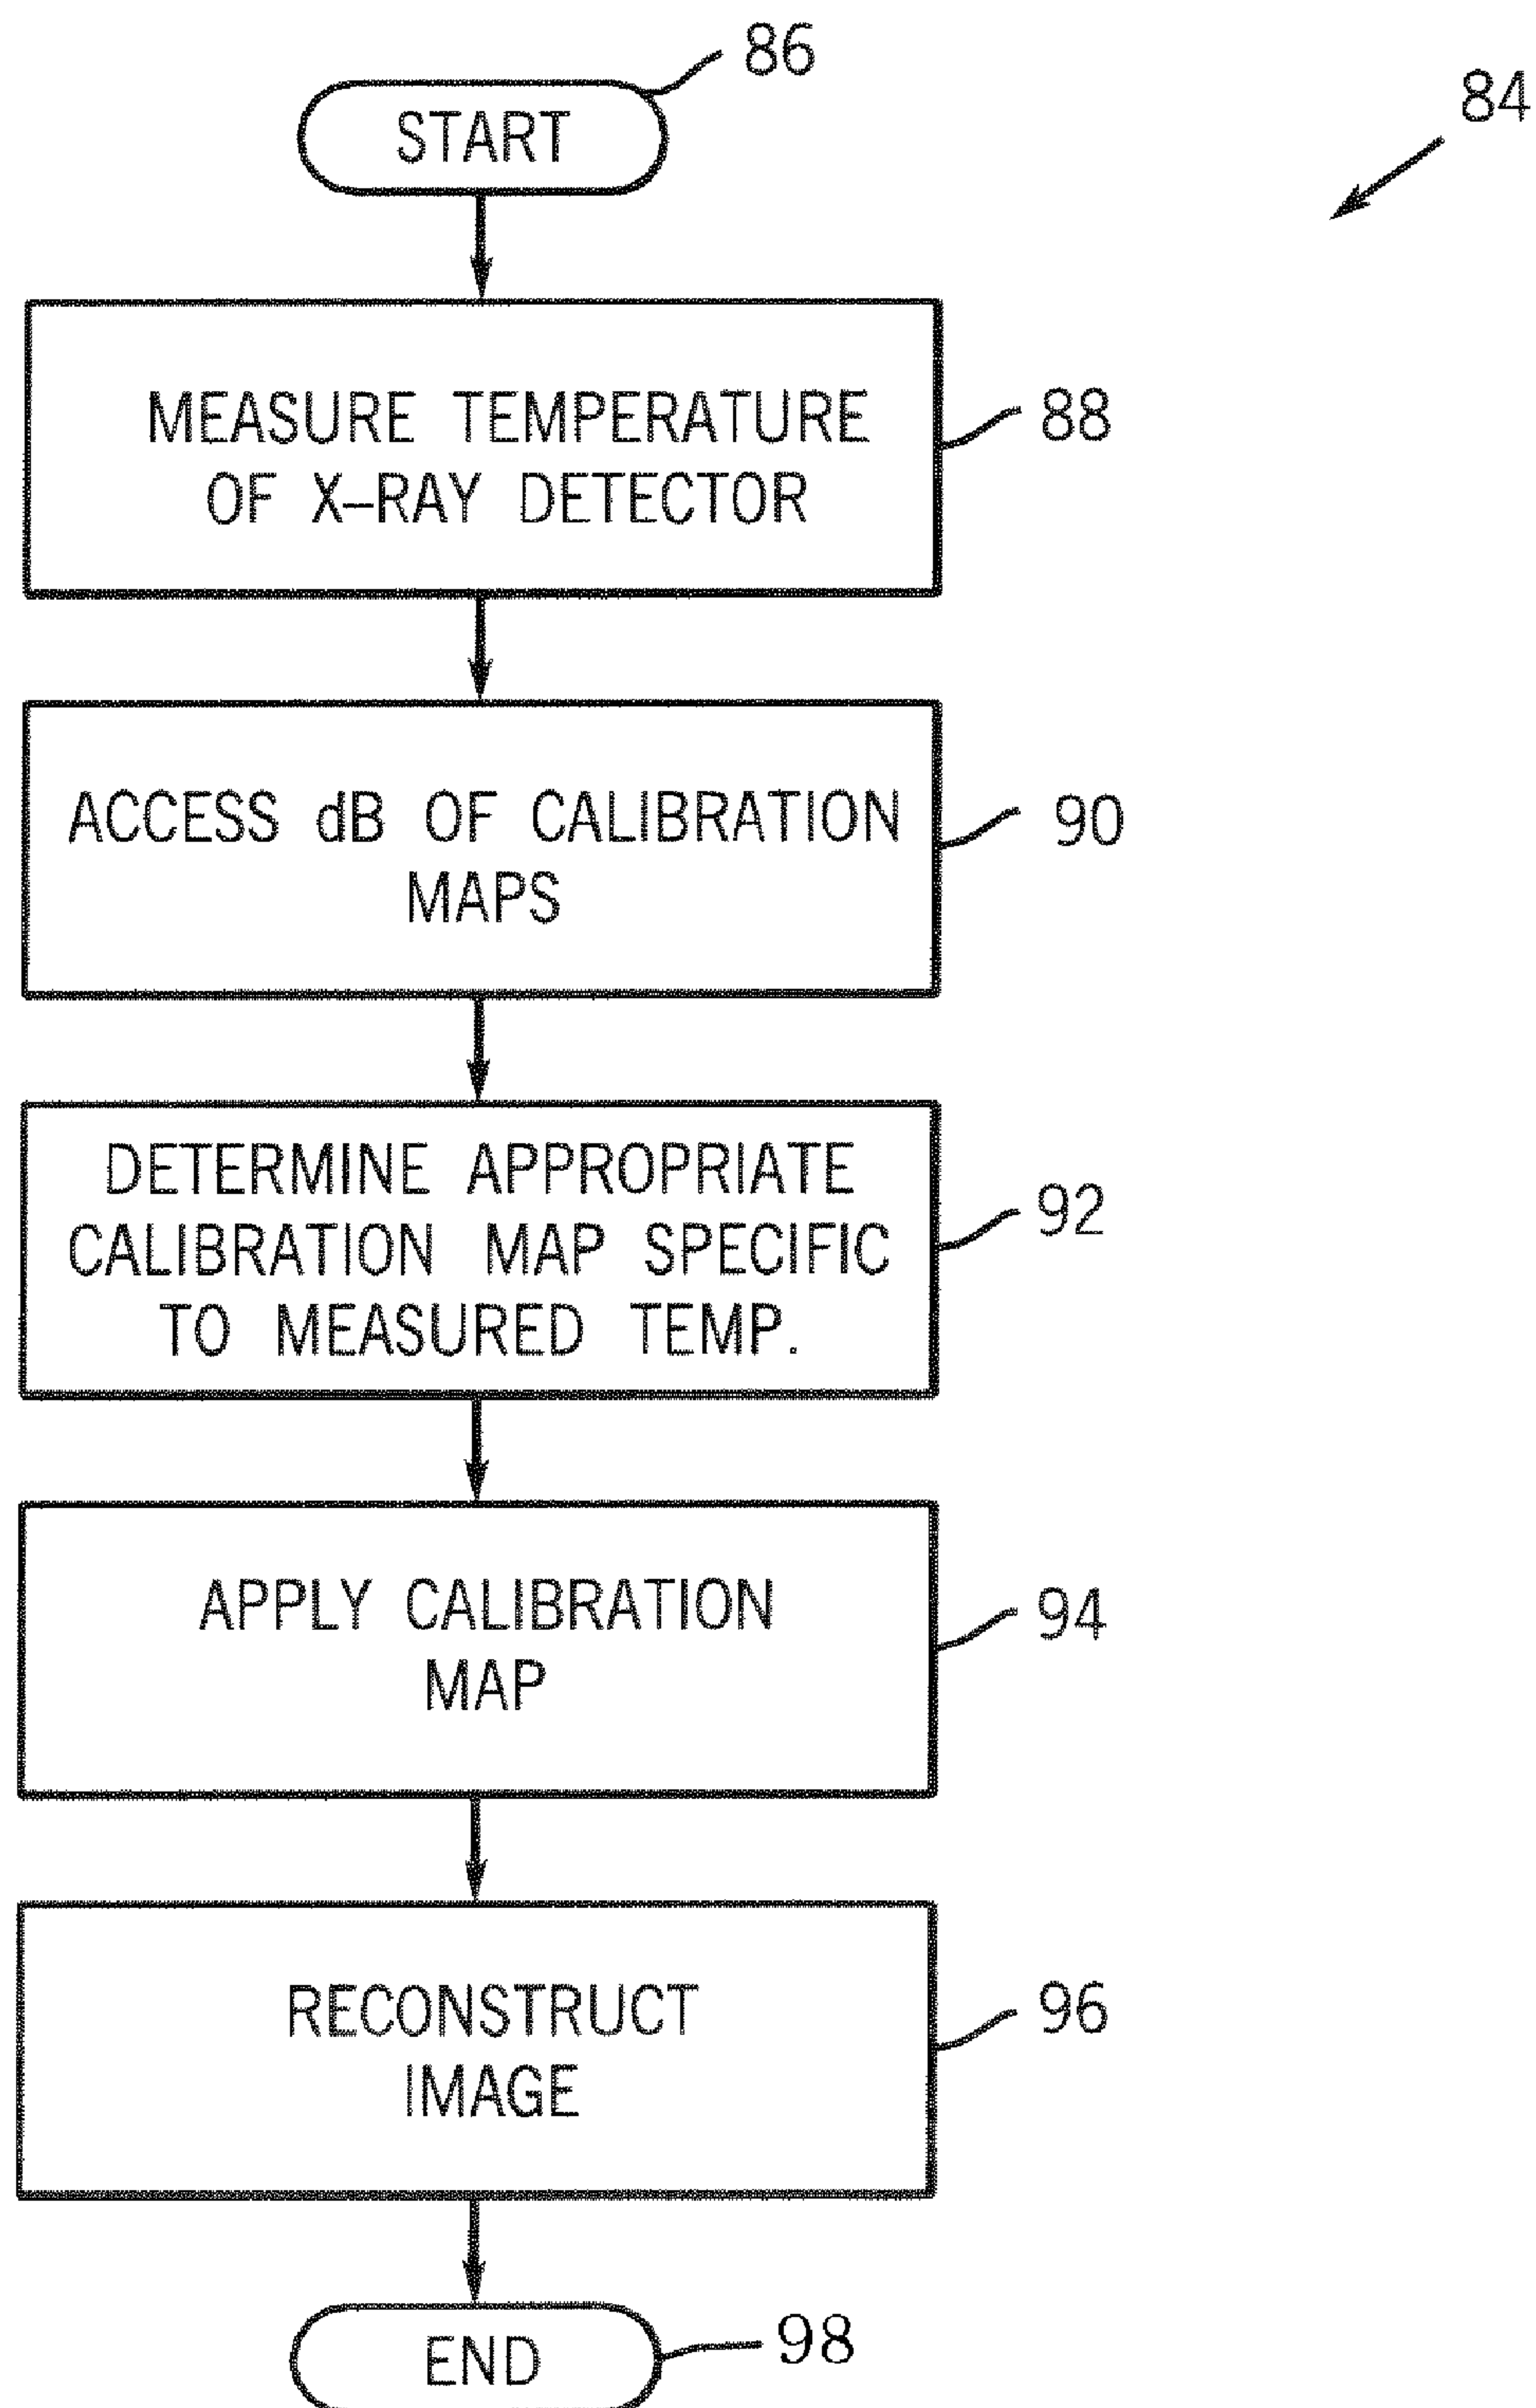 86
84
START
MEASURE TEMPERATURE
OF X-RAY DETECTOR
88
ACCESS dB OF CALIBRATION
MAPS
90
DETERMINE APPROPRIATE
CALIBRATION MAP SPECIFIC
TO MEASURED TEMP.
92
APPLY CALIBRATION
MAP
94
RECONSTRUCT
IMAGE
96
END
98